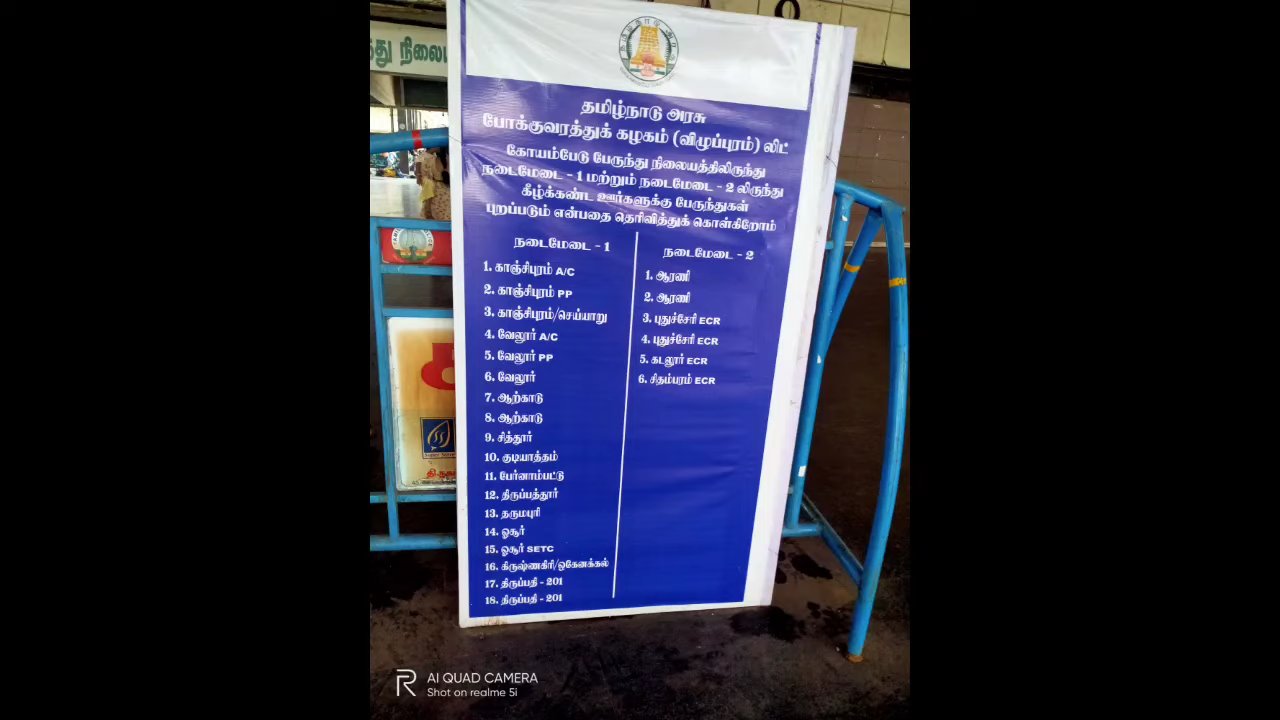 து நிலைய
தமிழ்நாடு அரசு
போக்குவரத்துக் கழகம் (விழுப்புரம்) லிட்
கோயம்பேடு பேருந்து நிலையத்திலிருந்து
நடைமேடை - 1 மற்றும் நடைமேடை - 2 லிருந்து
கீழ்க்கண்ட ஊர்களுக்கு பேருந்துகள்
புறப்படும் என்பதை தெரிவித்துக் கொள்கிறோம்
நடைமேடை - 1
1. காஞ்சிபுரம் A/C
2. காஞ்சிபுரம் PP
3. காஞ்சிபுரம்/செய்யாறு
4. வேலூர் A/C
5. வேலூர் PP
6. வேலூர்
7. ஆற்காடு
8. ஆற்காடு
9. சித்தூர்
10. குடியாத்தம்
11. பேர்னாம்பட்டு
12. திருப்பத்தூர்
13. தருமபுரி
14. ஓசூர்
15. ஓசூர் SETC
16. கிருஷ்ணகிரி/ஒகேனக்கல்
17. திருப்பதி - 201
18. திருப்பதி - 201
நடைமேடை - 2
1. ஆரணி
2. ஆரணி
3. புதுச்சேரி ECR
4. புதுச்சேரி ECR
5. கடலூர் ECR
6. சிதம்பரம் ECR
AI QUAD CAMERA
Shot on realme 5i